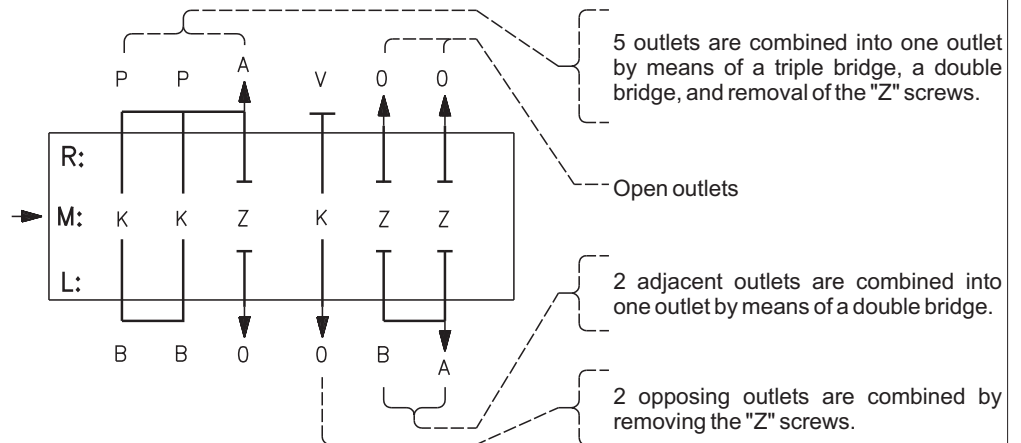 P P A V 0 0
R:
M: K K Z K Z Z
L:
B B 0 0 B A
5 outlets are combined into one outlet
by means of a triple bridge, a double
bridge, and removal of the "Z" screws.
Open outlets
2 adjacent outlets are combined into
one outlet by means of a double bridge.
2 opposing outlets are combined by
removing the "Z" screws.